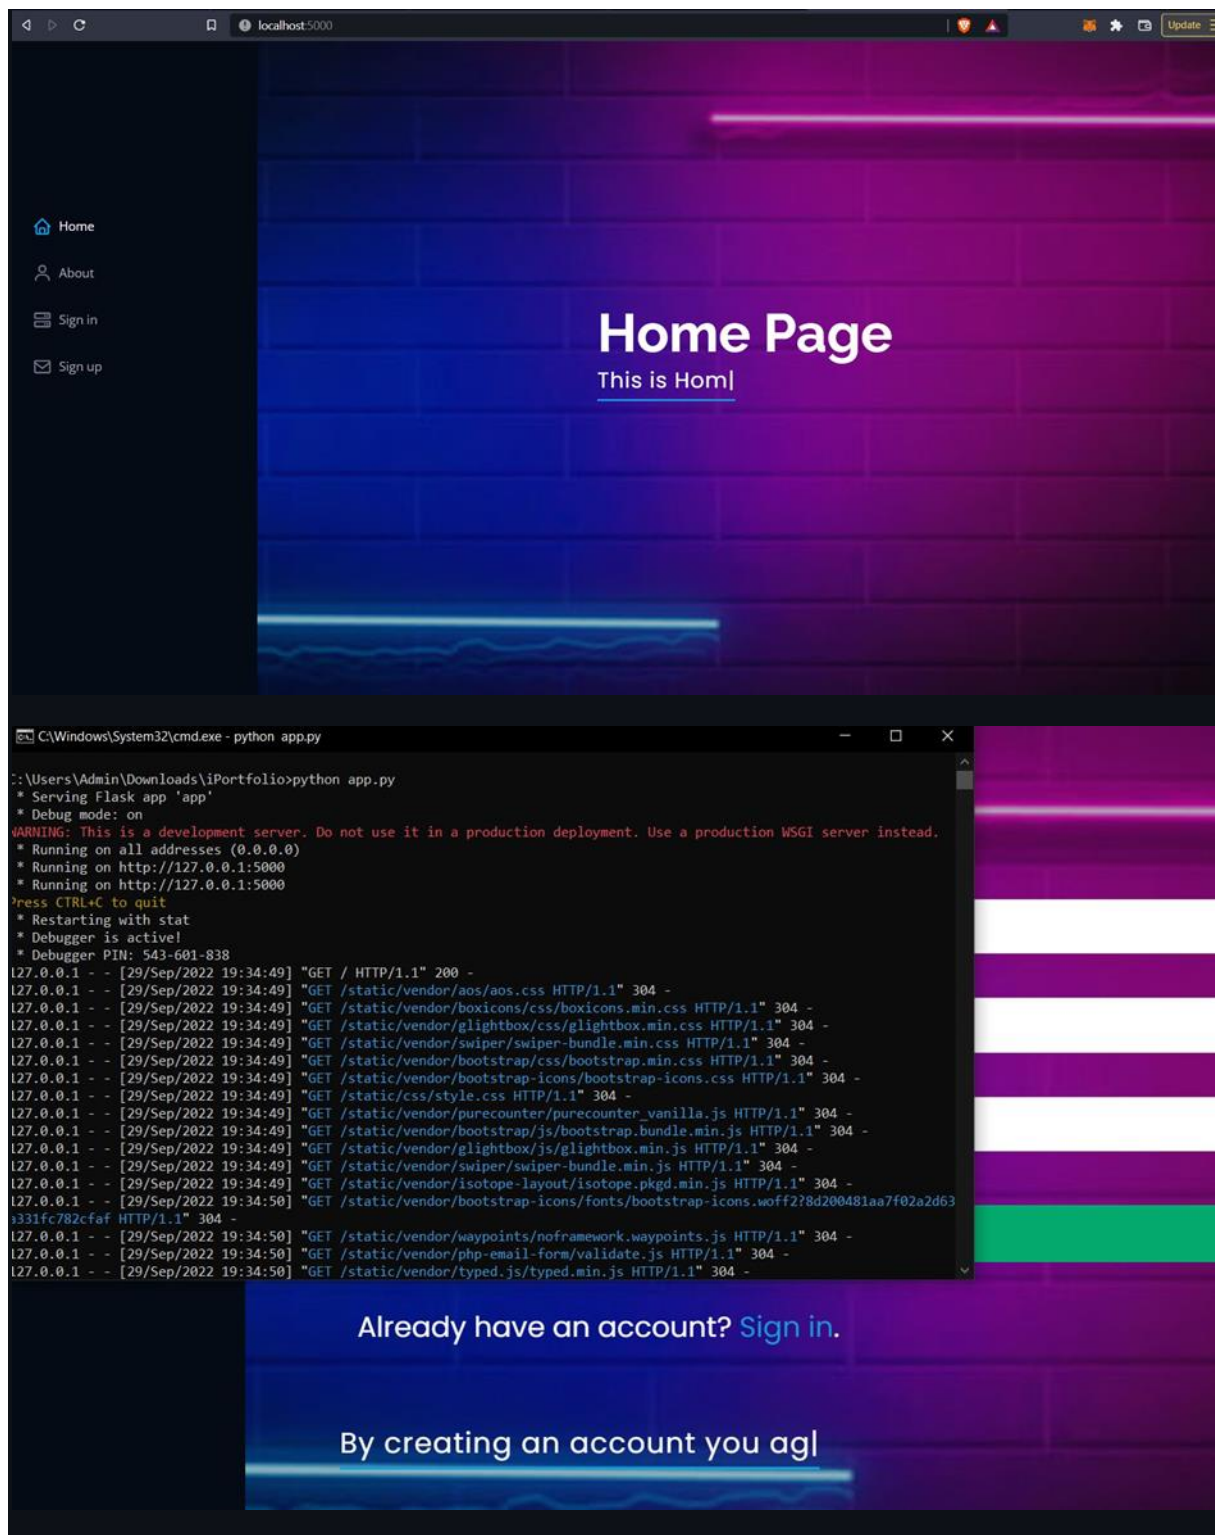 localhost:5000
Update
Home
About
Sign in
Sign up
Home Page
This is Hom|
C:\Windows\System32\cmd.exe - python  app.py
:\Users\Admin\Downloads\iPortfolio>python app.py
* Serving Flask app 'app'
* Debug mode: on
WARNING: This is a development server. Do not use it in a production deployment. Use a production WSGI server instead.
* Running on all addresses (0.0.0.0)
* Running on http://127.0.0.1:5000
* Running on http://127.0.0.1:5000
Press CTRL+C to quit
* Restarting with stat
* Debugger is active!
* Debugger PIN: 543-601-838
127.0.0.1 - - [29/Sep/2022 19:34:49] "GET / HTTP/1.1" 200 -
127.0.0.1 - - [29/Sep/2022 19:34:49] "GET /static/vendor/aos/aos.css HTTP/1.1" 304 -
127.0.0.1 - - [29/Sep/2022 19:34:49] "GET /static/vendor/boxicons/css/boxicons.min.css HTTP/1.1" 304 -
127.0.0.1 - - [29/Sep/2022 19:34:49] "GET /static/vendor/glightbox/css/glightbox.min.css HTTP/1.1" 304 -
127.0.0.1 - - [29/Sep/2022 19:34:49] "GET /static/vendor/swiper/swiper-bundle.min.css HTTP/1.1" 304 -
127.0.0.1 - - [29/Sep/2022 19:34:49] "GET /static/vendor/bootstrap/css/bootstrap.min.css HTTP/1.1" 304 -
127.0.0.1 - - [29/Sep/2022 19:34:49] "GET /static/vendor/bootstrap-icons/bootstrap-icons.css HTTP/1.1" 304 -
127.0.0.1 - - [29/Sep/2022 19:34:49] "GET /static/css/style.css HTTP/1.1" 304 -
127.0.0.1 - - [29/Sep/2022 19:34:49] "GET /static/vendor/purecounter/purecounter_vanilla.js HTTP/1.1" 304 -
127.0.0.1 - - [29/Sep/2022 19:34:49] "GET /static/vendor/bootstrap/js/bootstrap.bundle.min.js HTTP/1.1" 304 -
127.0.0.1 - - [29/Sep/2022 19:34:49] "GET /static/vendor/glightbox/js/glightbox.min.js HTTP/1.1" 304 -
127.0.0.1 - - [29/Sep/2022 19:34:49] "GET /static/vendor/swiper/swiper-bundle.min.js HTTP/1.1" 304 -
127.0.0.1 - - [29/Sep/2022 19:34:49] "GET /static/vendor/isotope-layout/isotope.pkgd.min.js HTTP/1.1" 304 -
127.0.0.1 - - [29/Sep/2022 19:34:50] "GET /static/vendor/bootstrap-icons/fonts/bootstrap-icons.woff2?8d200481aa7f02a2d63
a331fc782cfaf HTTP/1.1" 304 -
127.0.0.1 - - [29/Sep/2022 19:34:50] "GET /static/vendor/waypoints/noframework.waypoints.js HTTP/1.1" 304 -
127.0.0.1 - - [29/Sep/2022 19:34:50] "GET /static/vendor/php-email-form/validate.js HTTP/1.1" 304 -
127.0.0.1 - - [29/Sep/2022 19:34:50] "GET /static/vendor/typed.js/typed.min.js HTTP/1.1" 304 -
Already have an account? Sign in.
By creating an account you ag|